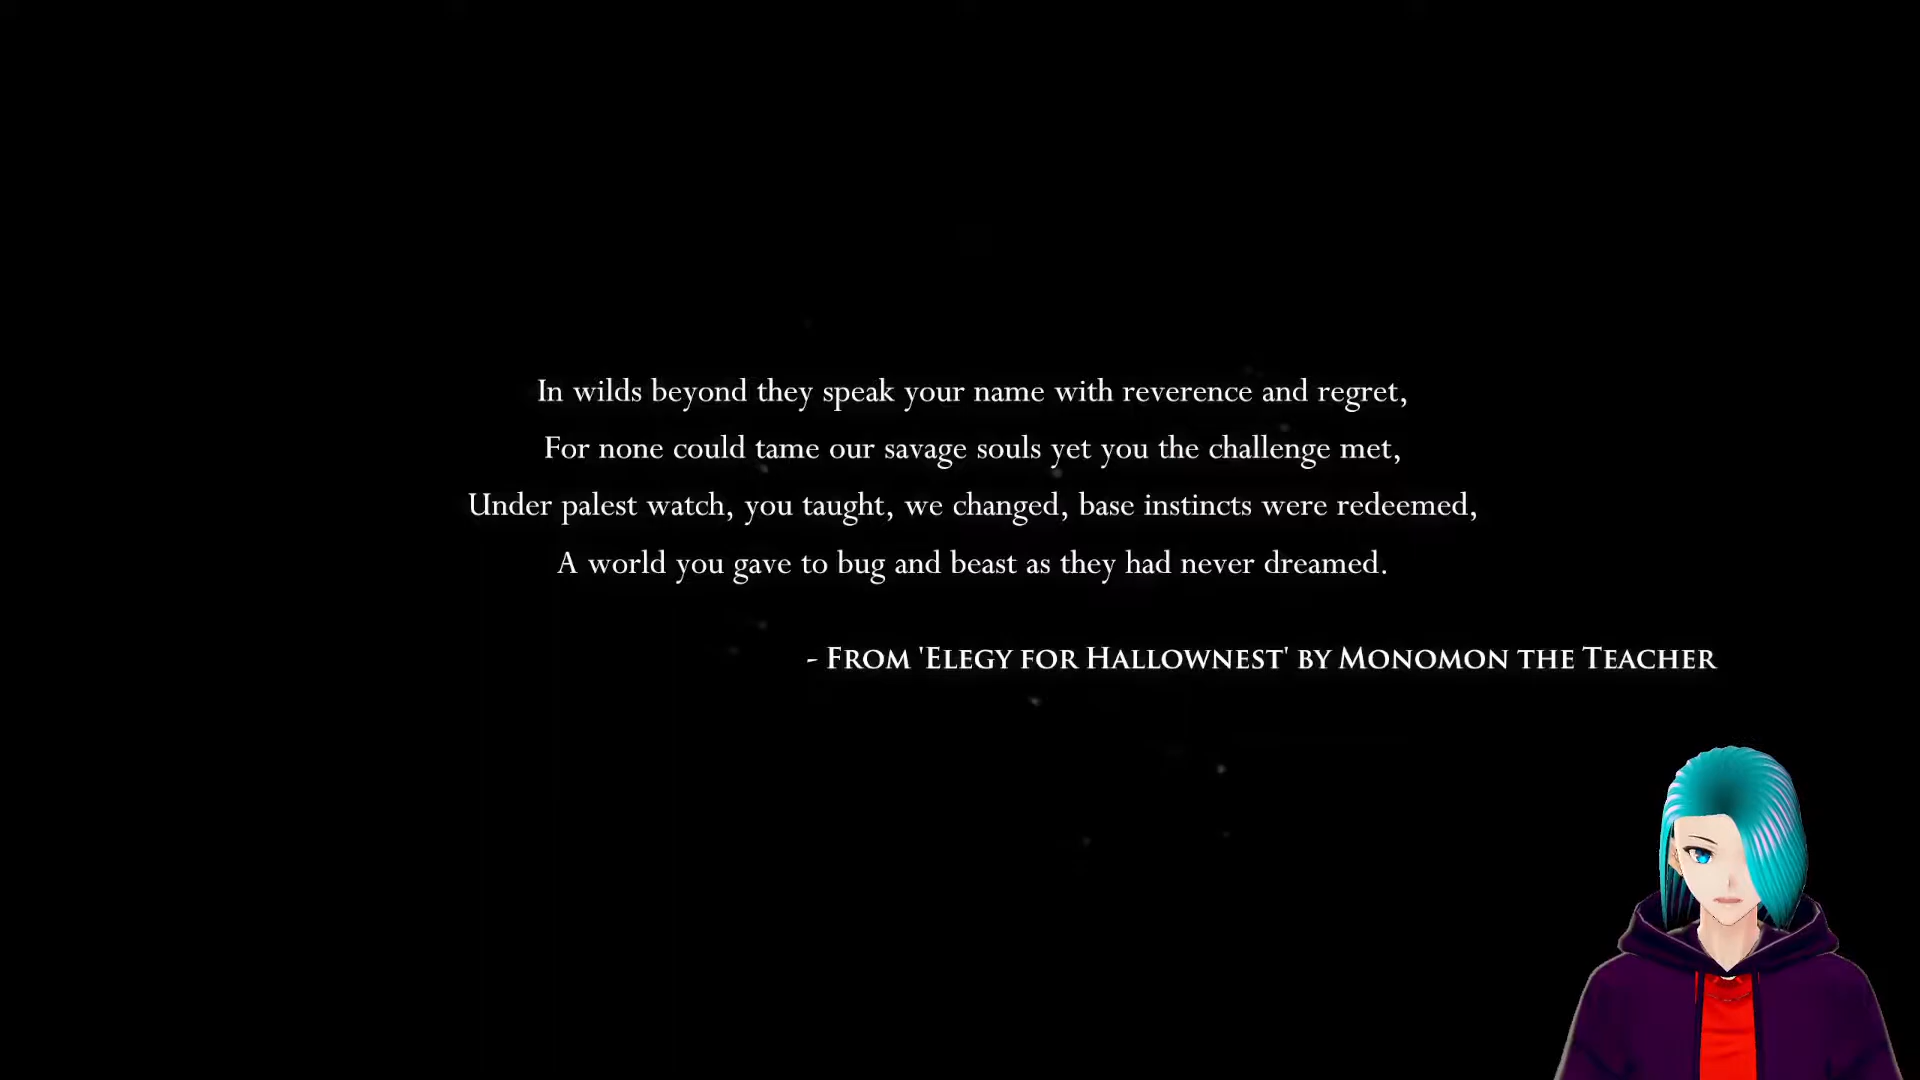 In wilds beyond they speak your name with reverence and regret,
For none could tame our savage souls yet you the challenge met,
Under palest watch, you taught, we changed, base instincts were redeemed,
A world you gave to bug and beast as they had never dreamed.
- From 'Elegy for Hallownest' by Monomon the Teacher